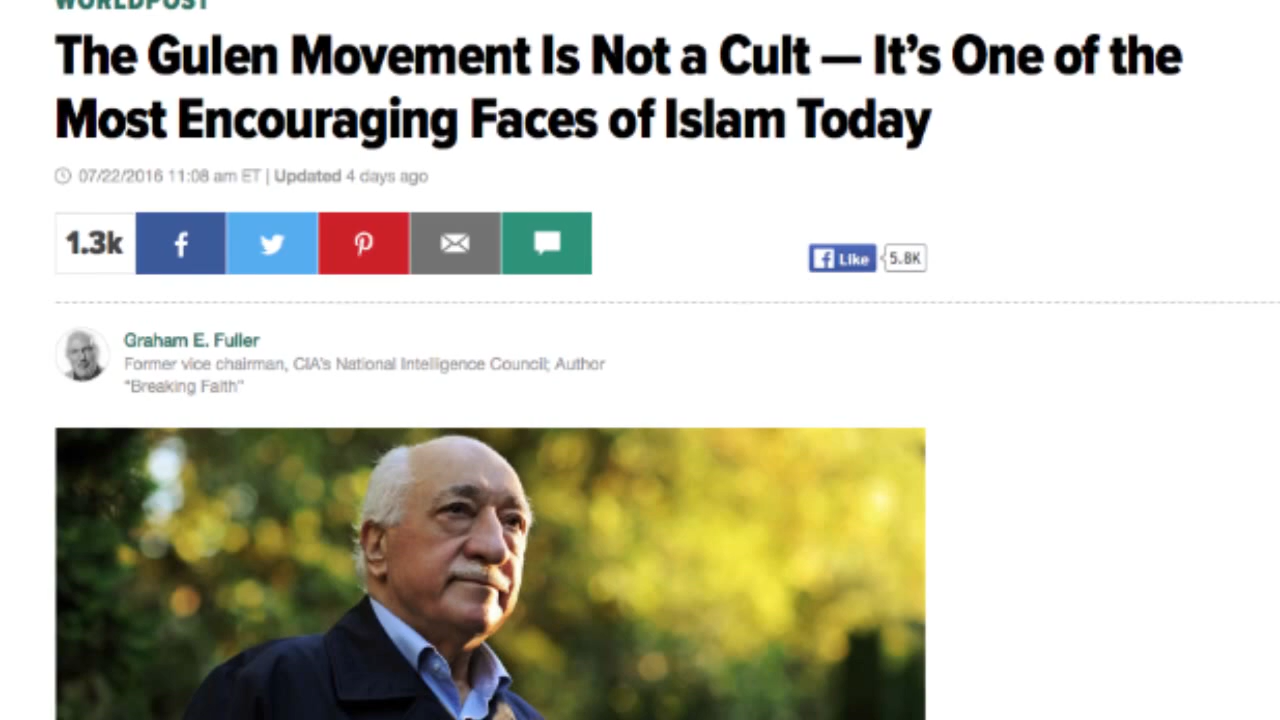 WORLDPOST
The Gulen Movement Is Not a Cult — It's One of the
Most Encouraging Faces of Islam Today
07/22/2016 11:08 am ET | Updated 4 days ago
1.3k
Like 5.8K
Graham E. Fuller
Former vice chairman, CIA's National Intelligence Council; Author
"Breaking Faith"